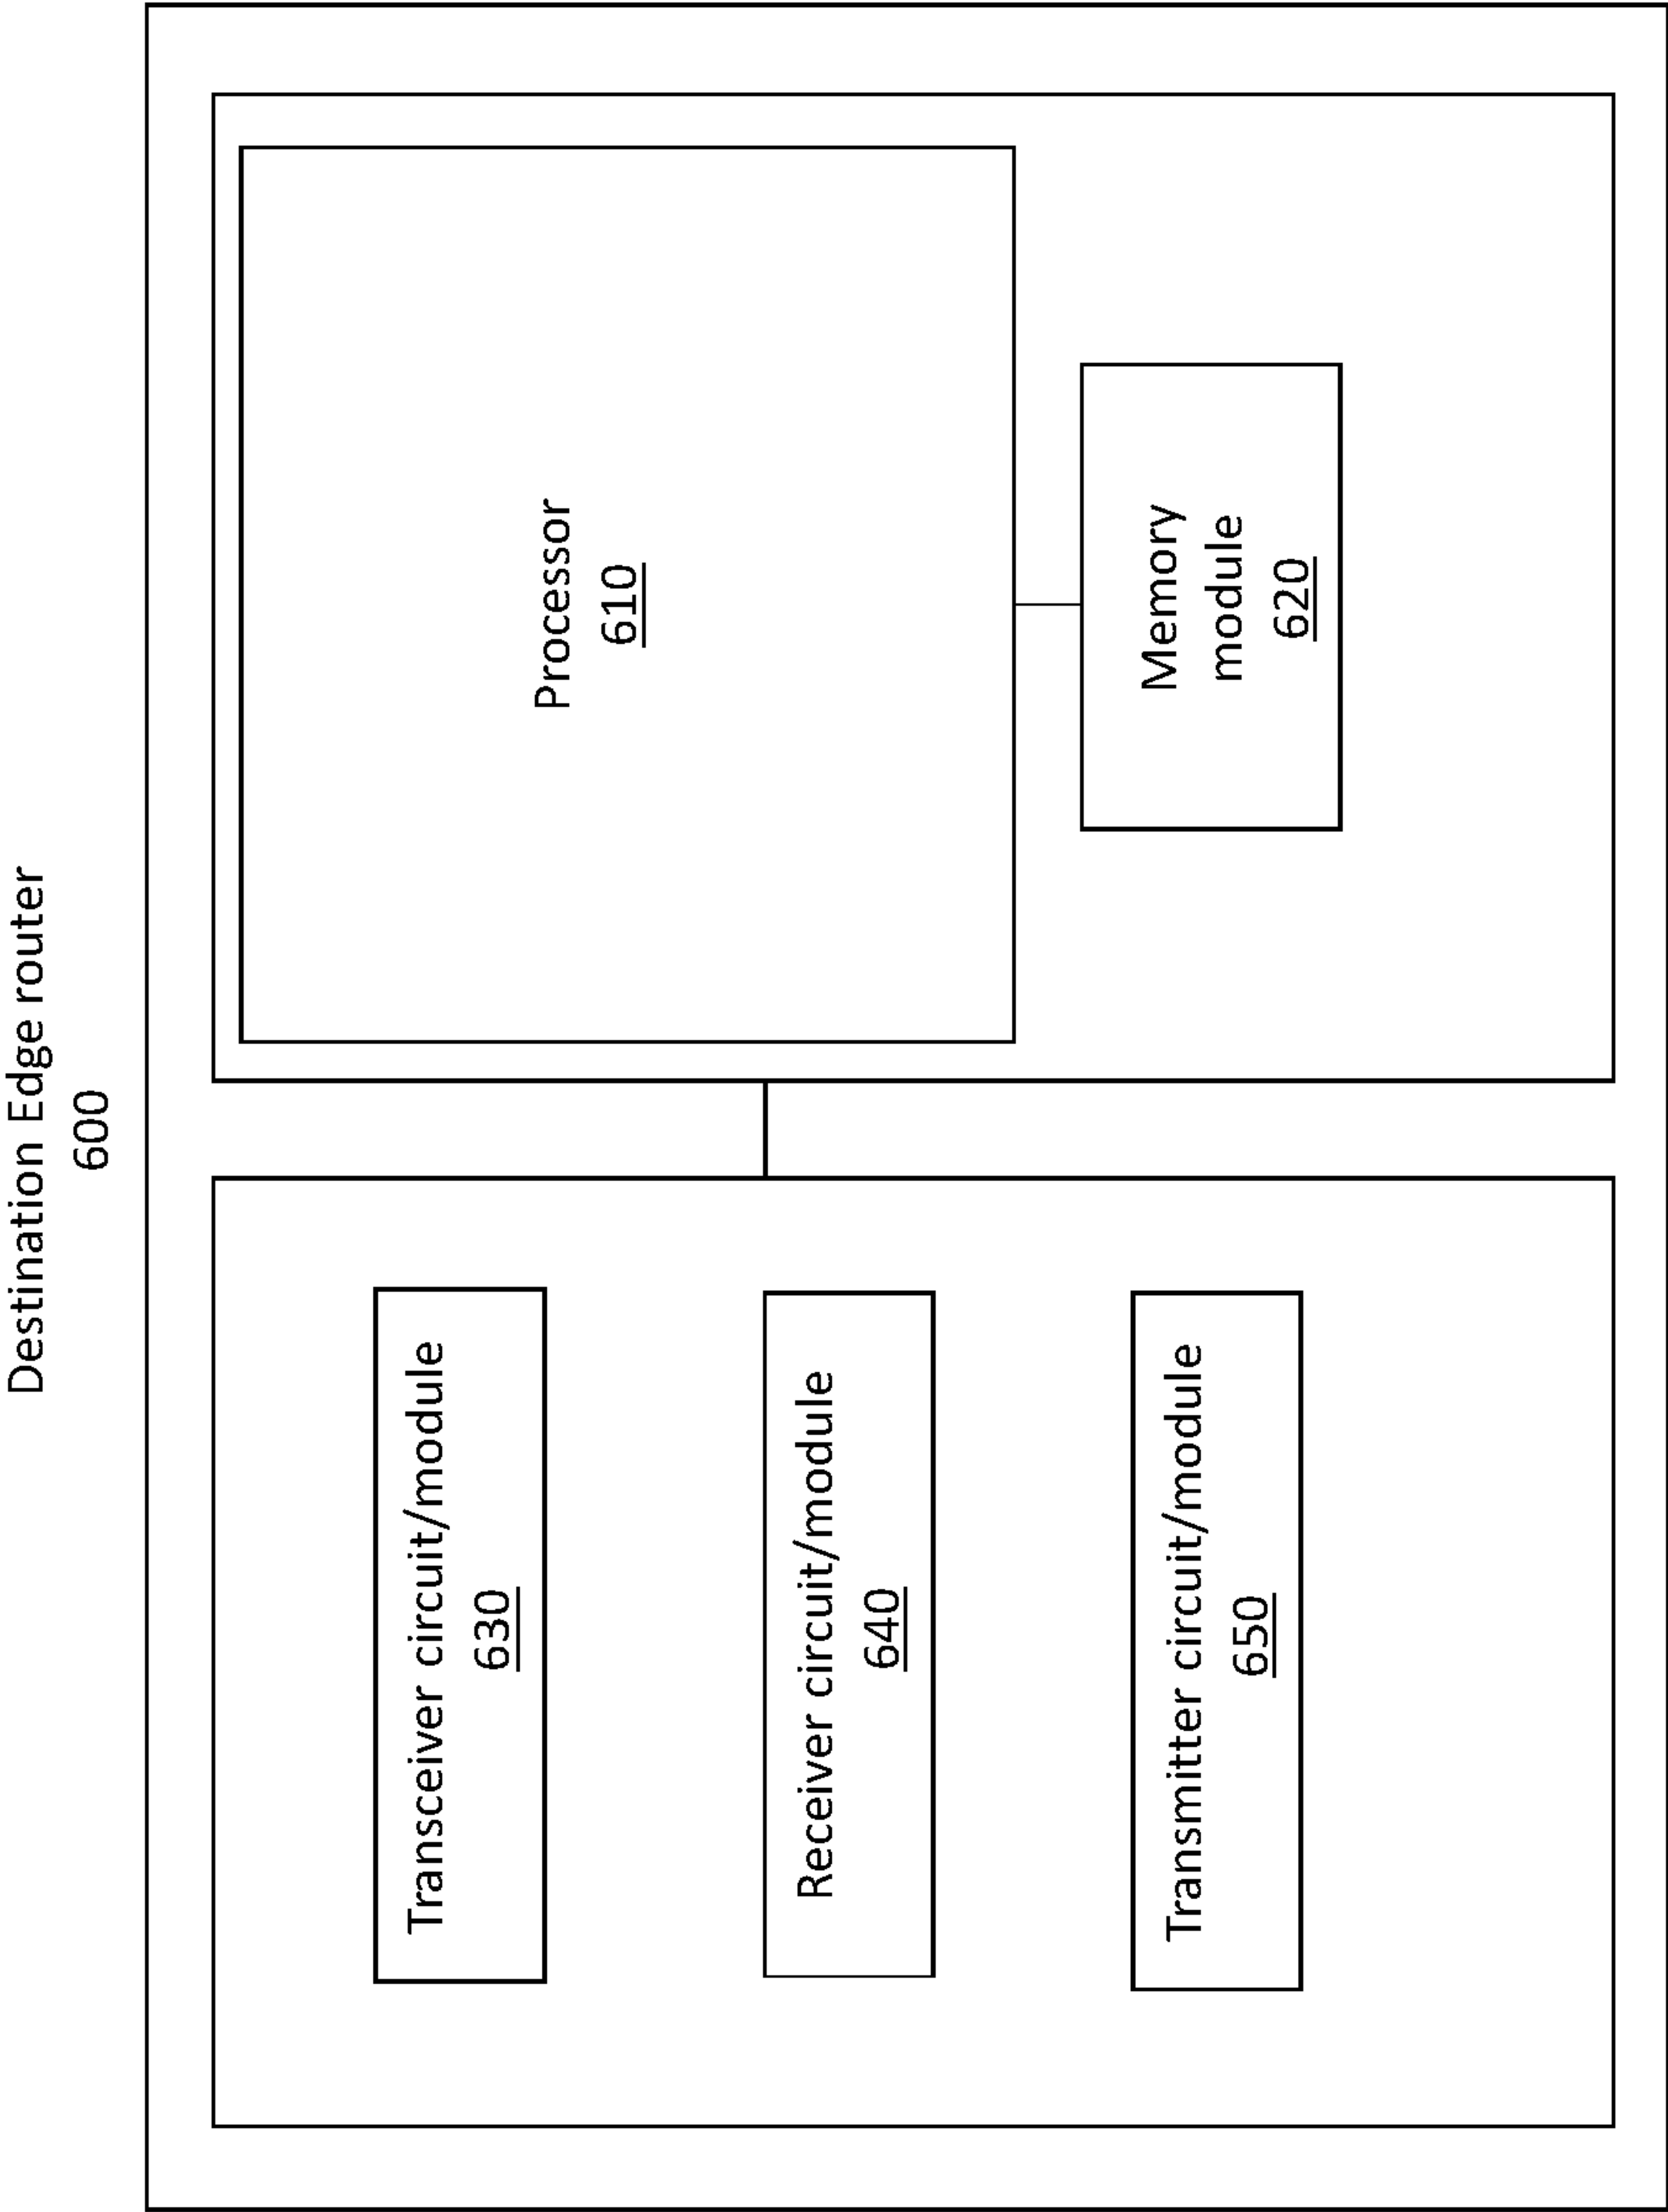 Destination Edge router
600
Transceiver circuit/module
630
Receiver circuit/module
640
Transmitter circuit/module
650
Processor
610
Memory
module
620